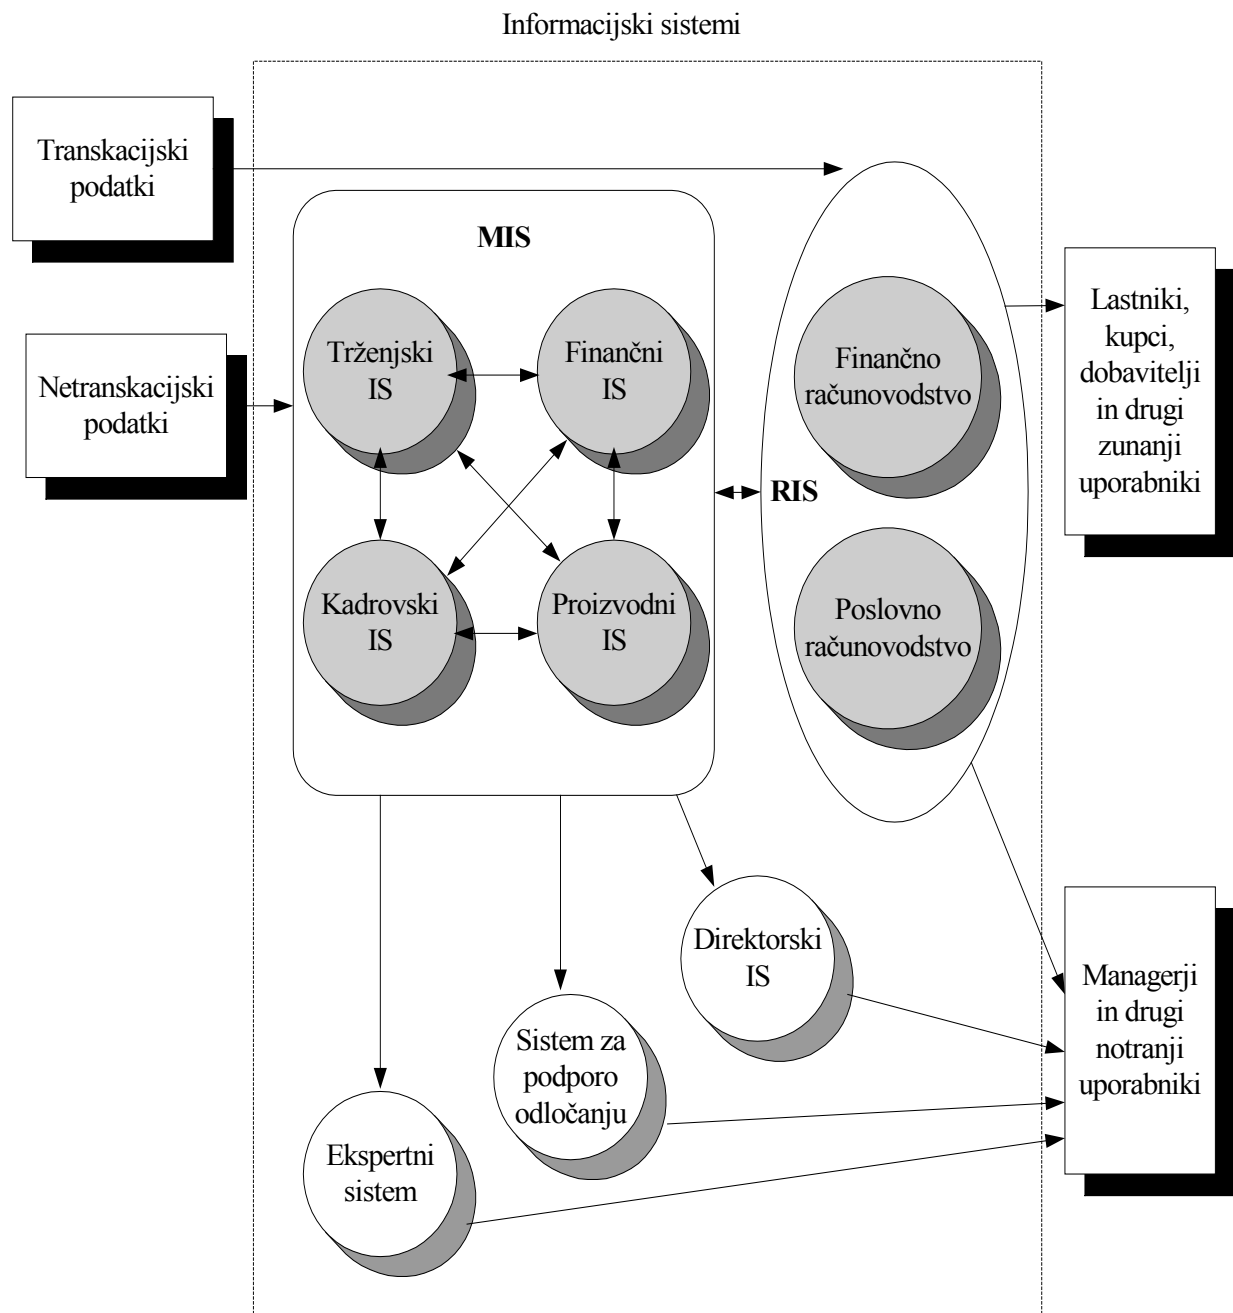 Informacijski sistemi
Transkacijski
podatki
Netranskacijski
podatki
MIS
Trženjski
IS
Finančni
IS
Kadrovski
IS
Proizvodni
IS
RIS
Finančno
računovodstvo
Poslovno
računovodstvo
Lastniki,
kupci,
dobavitelji
in drugi
zunanji
uporabniki
Direktorski
IS
Sistem za
podporo
odločanju
Ekspertni
sistem
Managerji
in drugi
notranji
uporabniki